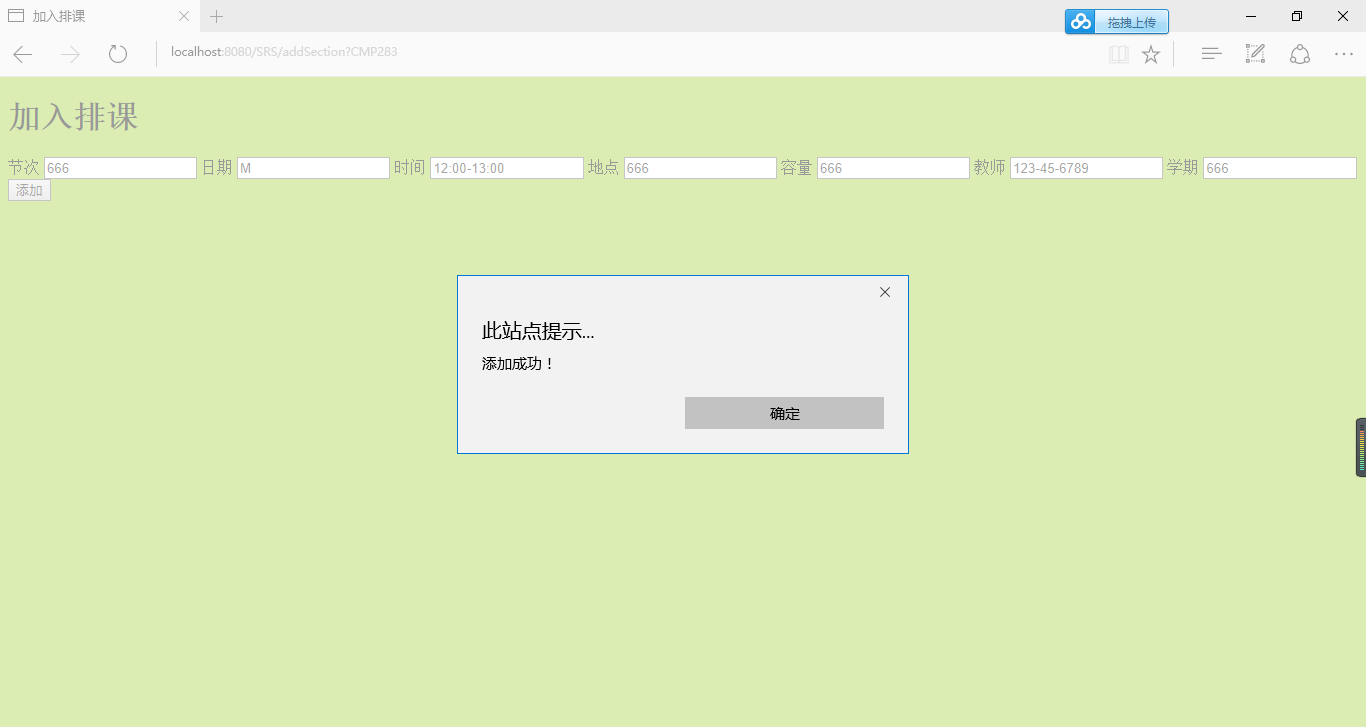 加入排课
拖拽上传
localhost:8080/SRS/addSection?CMP283
加入排课
节次 666 日期 M 时间 12:00-13:00 地点 666 容量 666 教师 123-45-6789 学期 666
添加
此站点提示...
添加成功！
确定